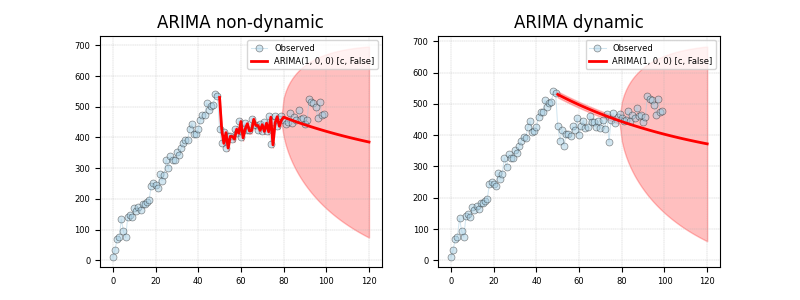 ARIMA non-dynamic
700
600
500
400
300
200
100
0
Observed
ARIMA(1, 0, 0) [c, False]
0 20 40 60 80 100 120
ARIMA dynamic
700
600
500
400
300
200
100
0
Observed
ARIMA(1, 0, 0) [c, False]
0 20 40 60 80 100 120